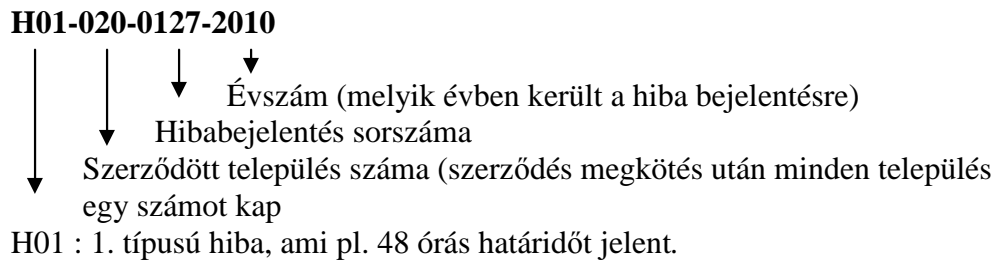 H01-020-0127-2010
Évszám (melyik évben került a hiba bejelentésre)
Hibabejelentés sorszáma
Szerződött település száma (szerződés megkötés után minden település
egy számot kap
H01 : 1. típusú hiba, ami pl. 48 órás határidőt jelent.